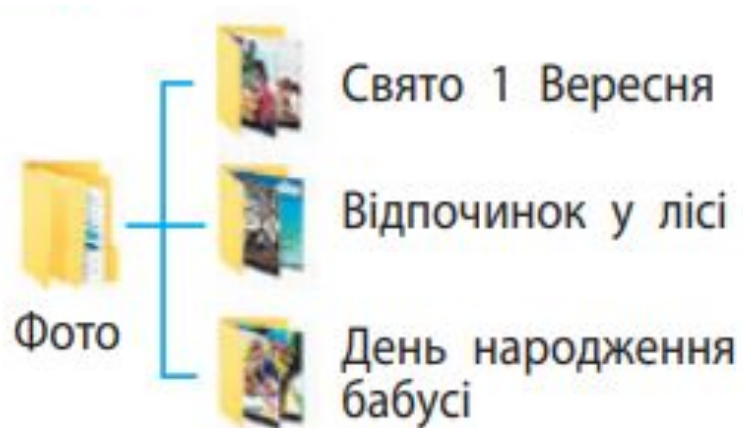 Свято 1 Вересня
Відпочинок у лісі
Фото
День народження
бабусі